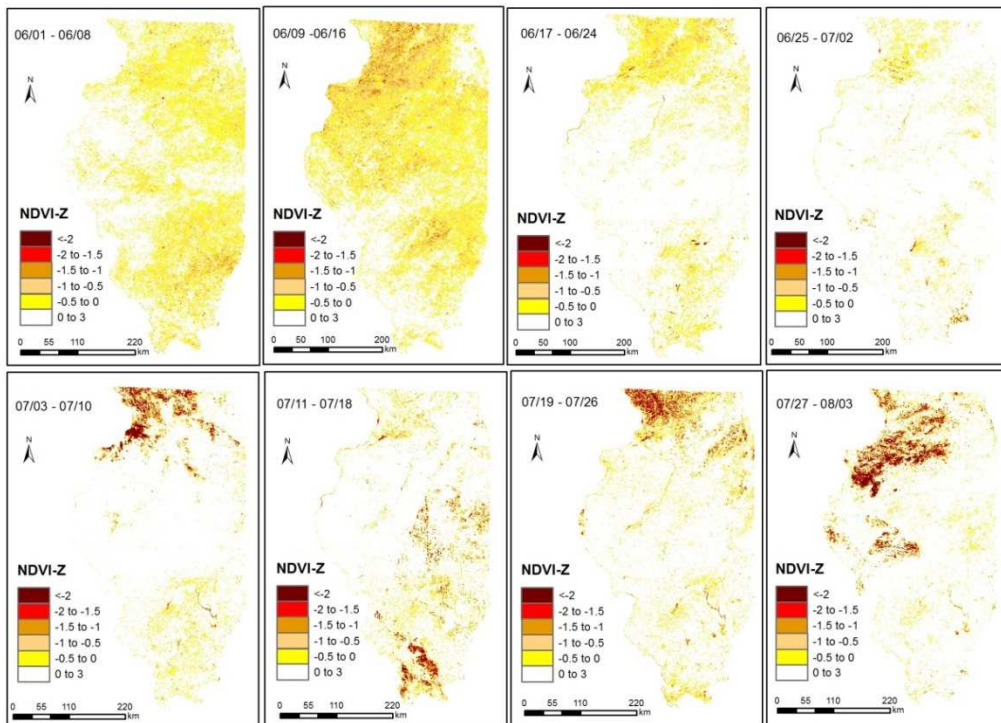 06/01 - 06/08
N
NDVI-Z
<-2
-2 to -1.5
-1.5 to -1
-1 to -0.5
-0.5 to 0
0 to 3
0 55 110 220
km
06/09 -06/16
N
NDVI-Z
<-2
-2 to -1.5
-1.5 to -1
-1 to -0.5
-0.5 to 0
0 to 3
0 50 100 200
km
06/17 - 06/24
N
NDVI-Z
<-2
-2 to -1.5
-1.5 to -1
-1 to -0.5
-0.5 to 0
0 to 3
0 50 100 200
km
06/25 - 07/02
N
NDVI-Z
<-2
-2 to -1.5
-1.5 to -1
-1 to -0.5
-0.5 to 0
0 to 3
0 50 100 200
km
07/03 - 07/10
N
NDVI-Z
<-2
-2 to -1.5
-1.5 to -1
-1 to -0.5
-0.5 to 0
0 to 3
0 55 110 220
km
07/11 - 07/18
N
NDVI-Z
<-2
-2 to -1.5
-1.5 to -1
-1 to -0.5
-0.5 to 0
0 to 3
0 55 110 220
km
07/19 - 07/26
N
NDVI-Z
<-2
-2 to -1.5
-1.5 to -1
-1 to -0.5
-0.5 to 0
0 to 3
0 55 110 220
km
07/27 - 08/03
N
NDVI-Z
<-2
-2 to -1.5
-1.5 to -1
-1 to -0.5
-0.5 to 0
0 to 3
0 55 110 220
km